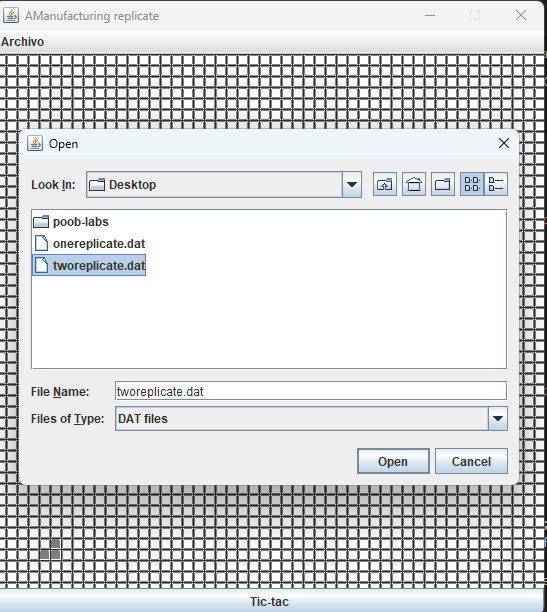 AManufacturing replicate
Archivo
Open
Look In: Desktop
poob-labs
onereplicate.dat
tworeplicate.dat
File Name: tworeplicate.dat
Files of Type: DAT files
Open Cancel
Tic-tac